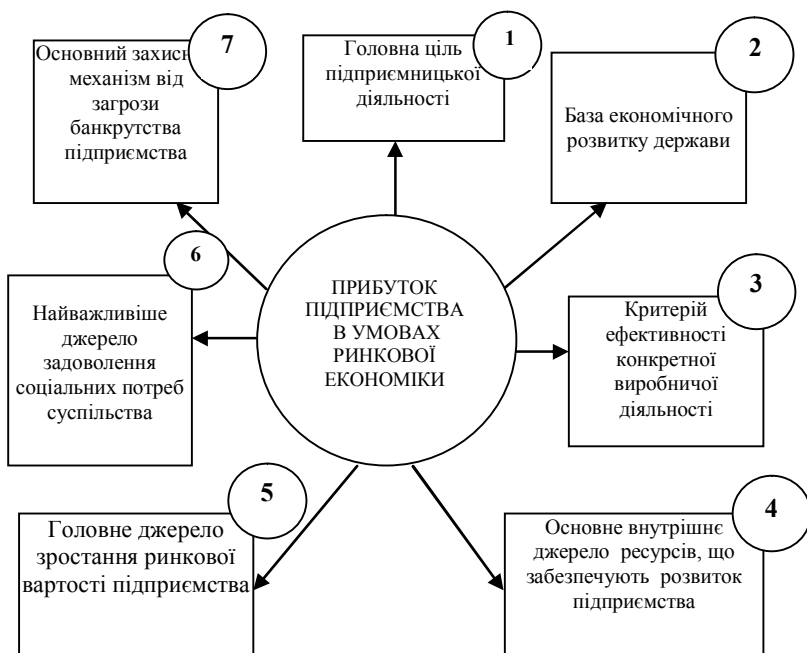 1
Головна ціль
підприємницької
діяльності
2
База економічного
розвитку держави
3
Критерій
ефективності
конкретної
виробничої
діяльності
4
Основне внутрішнє
джерело ресурсів, що
забезпечують розвиток
підприємства
5
Головне джерело
зростання ринкової
вартості підприємства
6
Найважливіше
джерело
задоволення
соціальних потреб
суспільства
7
Основний
механізм від
загрози
банкрутства
підприємства
ПРИБУТОК
ПІДПРИЄМСТВА
В УМОВАХ
РИНКОВОЇ
ЕКОНОМІКИ